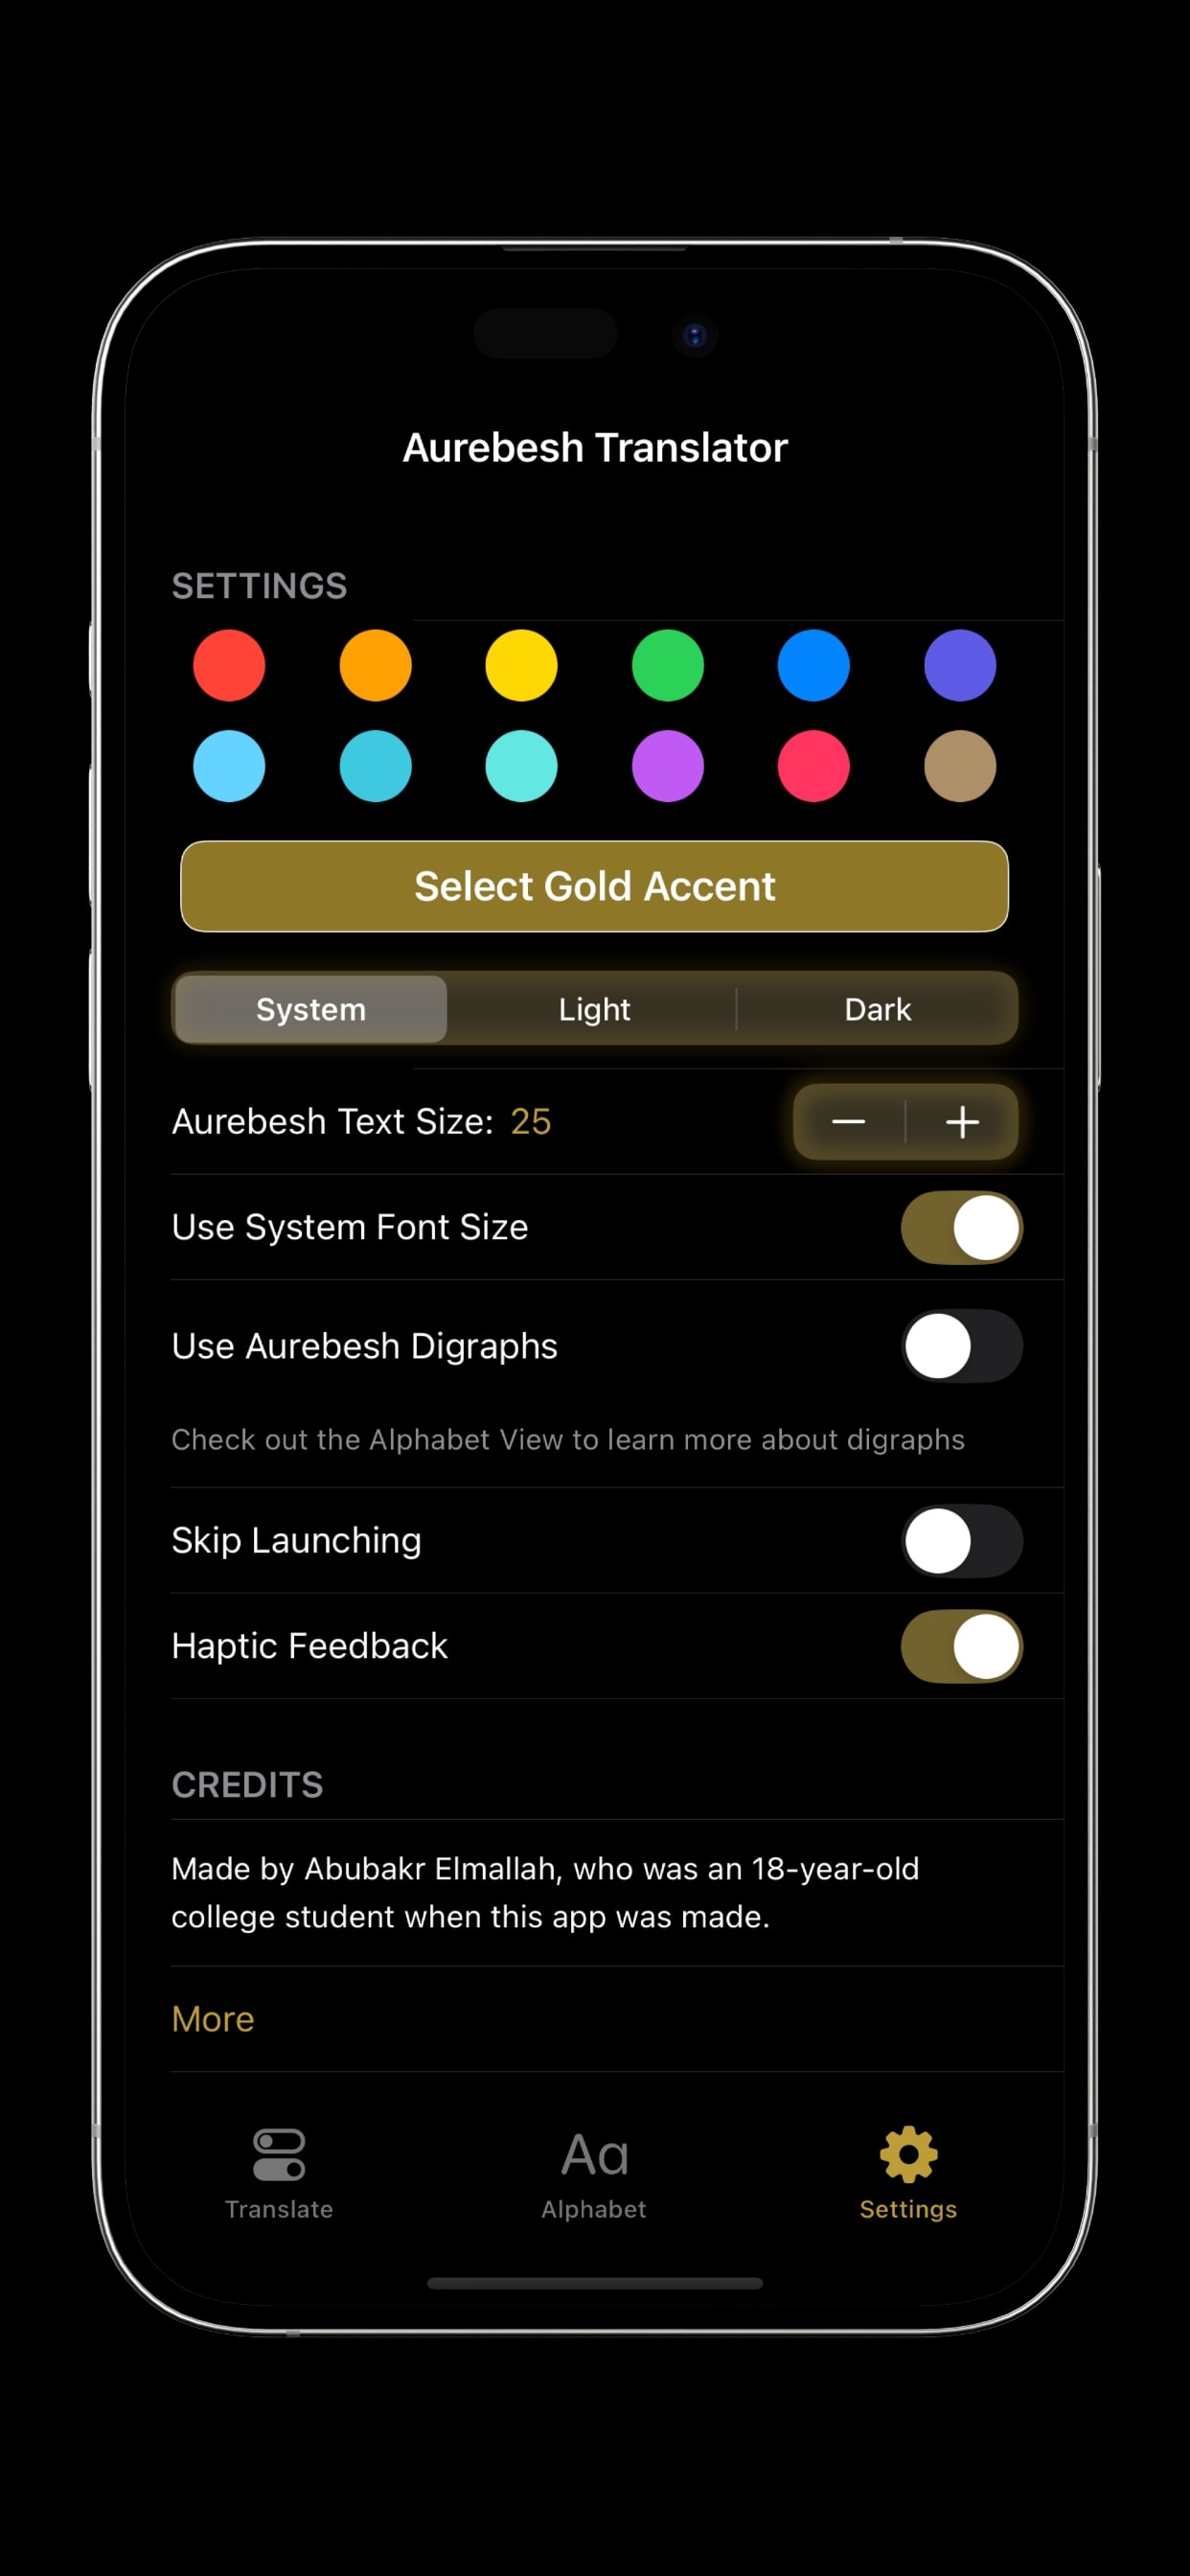 Aurebesh Translator
SETTINGS
Select Gold Accent
System Light Dark
Aurebesh Text Size: 25 − +
Use System Font Size
Use Aurebesh Digraphs
Check out the Alphabet View to learn more about digraphs
Skip Launching
Haptic Feedback
CREDITS
Made by Abubakr Elmallah, who was an 18-year-old
college student when this app was made.
More
Aa
Translate Alphabet Settings